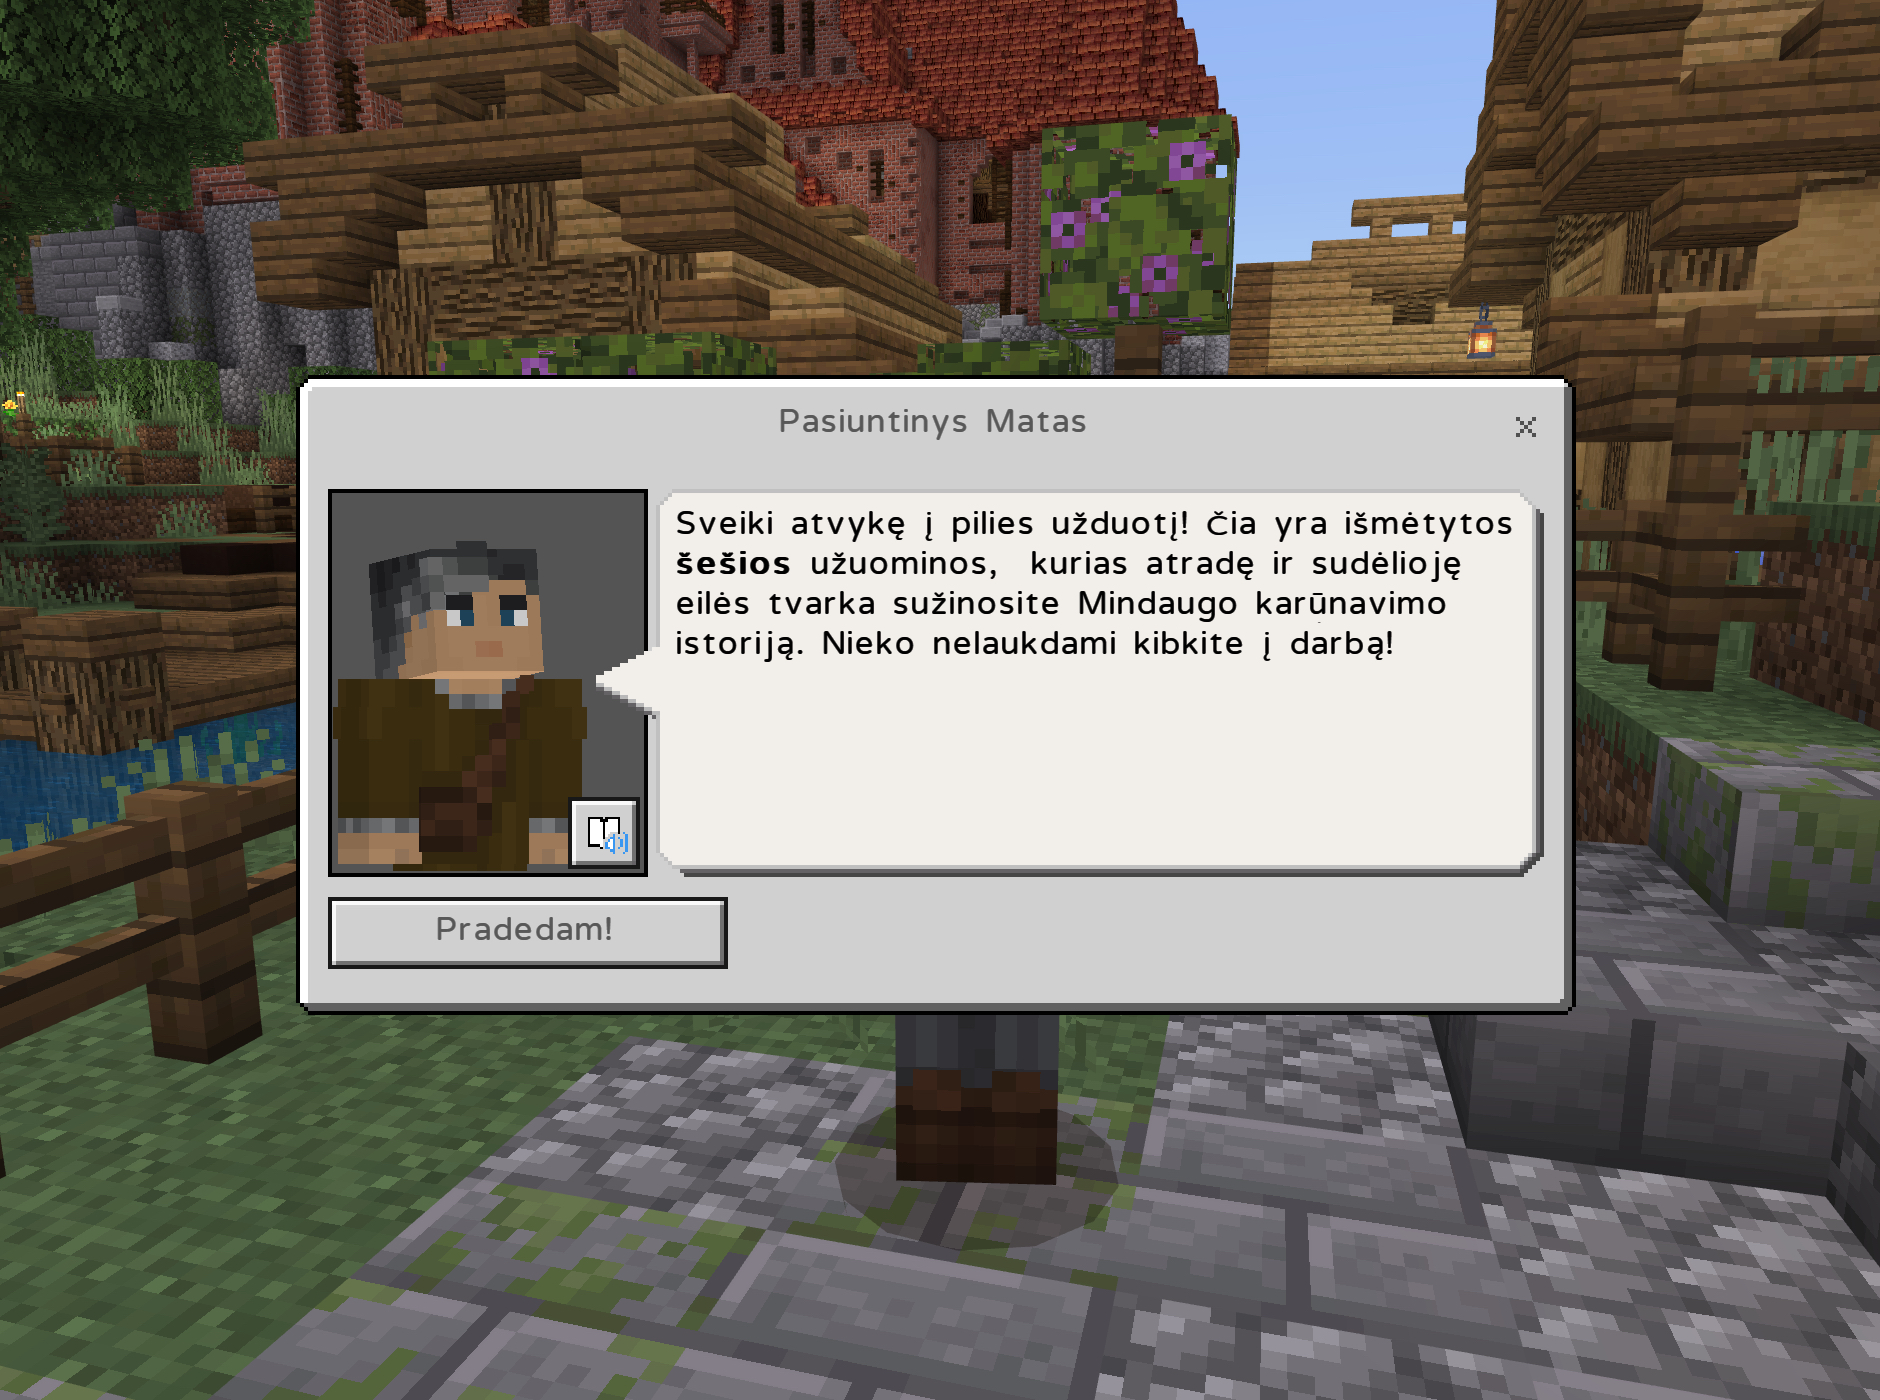 Pasiuntinys Matas
Sveiki atvykę į pilies užduotį! Čia yra išmėtytos
šešios užuominos, kurias atradę ir sudėlioję
eilės tvarka sužinosite Mindaugo karūnavimo
istoriją. Nieko nelaukdami kibkite į darbą!
Pradedam!